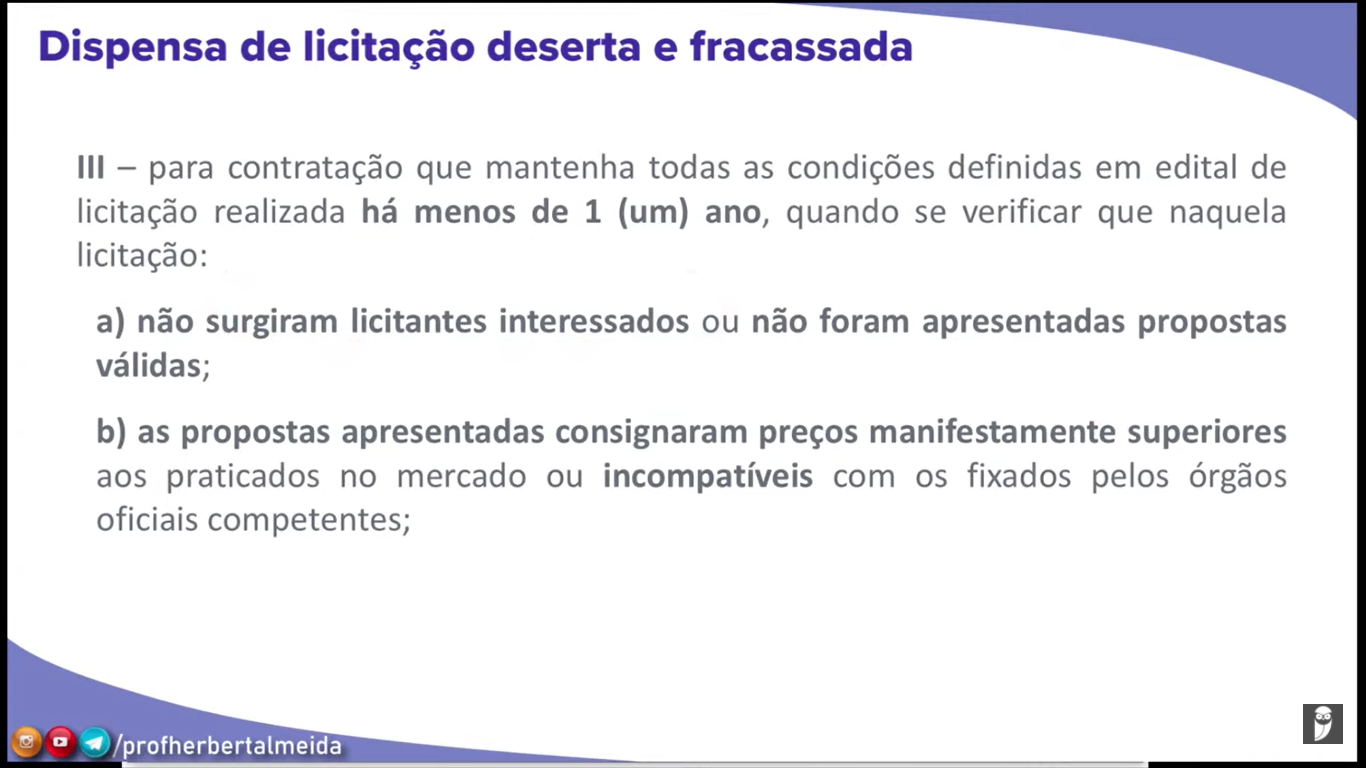 Dispensa de licitação deserta e fracassada
III – para contratação que mantenha todas as condições definidas em edital de
licitação realizada há menos de 1 (um) ano, quando se verificar que naquela
licitação:
a) não surgiram licitantes interessados ou não foram apresentadas propostas
válidas;
b) as propostas apresentadas consignaram preços manifestamente superiores
aos praticados no mercado ou incompatíveis com os fixados pelos órgãos
oficiais competentes;
/profherbertalmeida